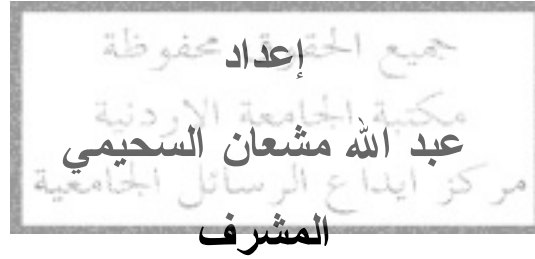 جميع الحقوق محفوظة
إعداد
مكتبة الجامعة الاردنية
عبد الله مشعان السحيمي
مركز ايداع الرسائل الجامعية
المشرف